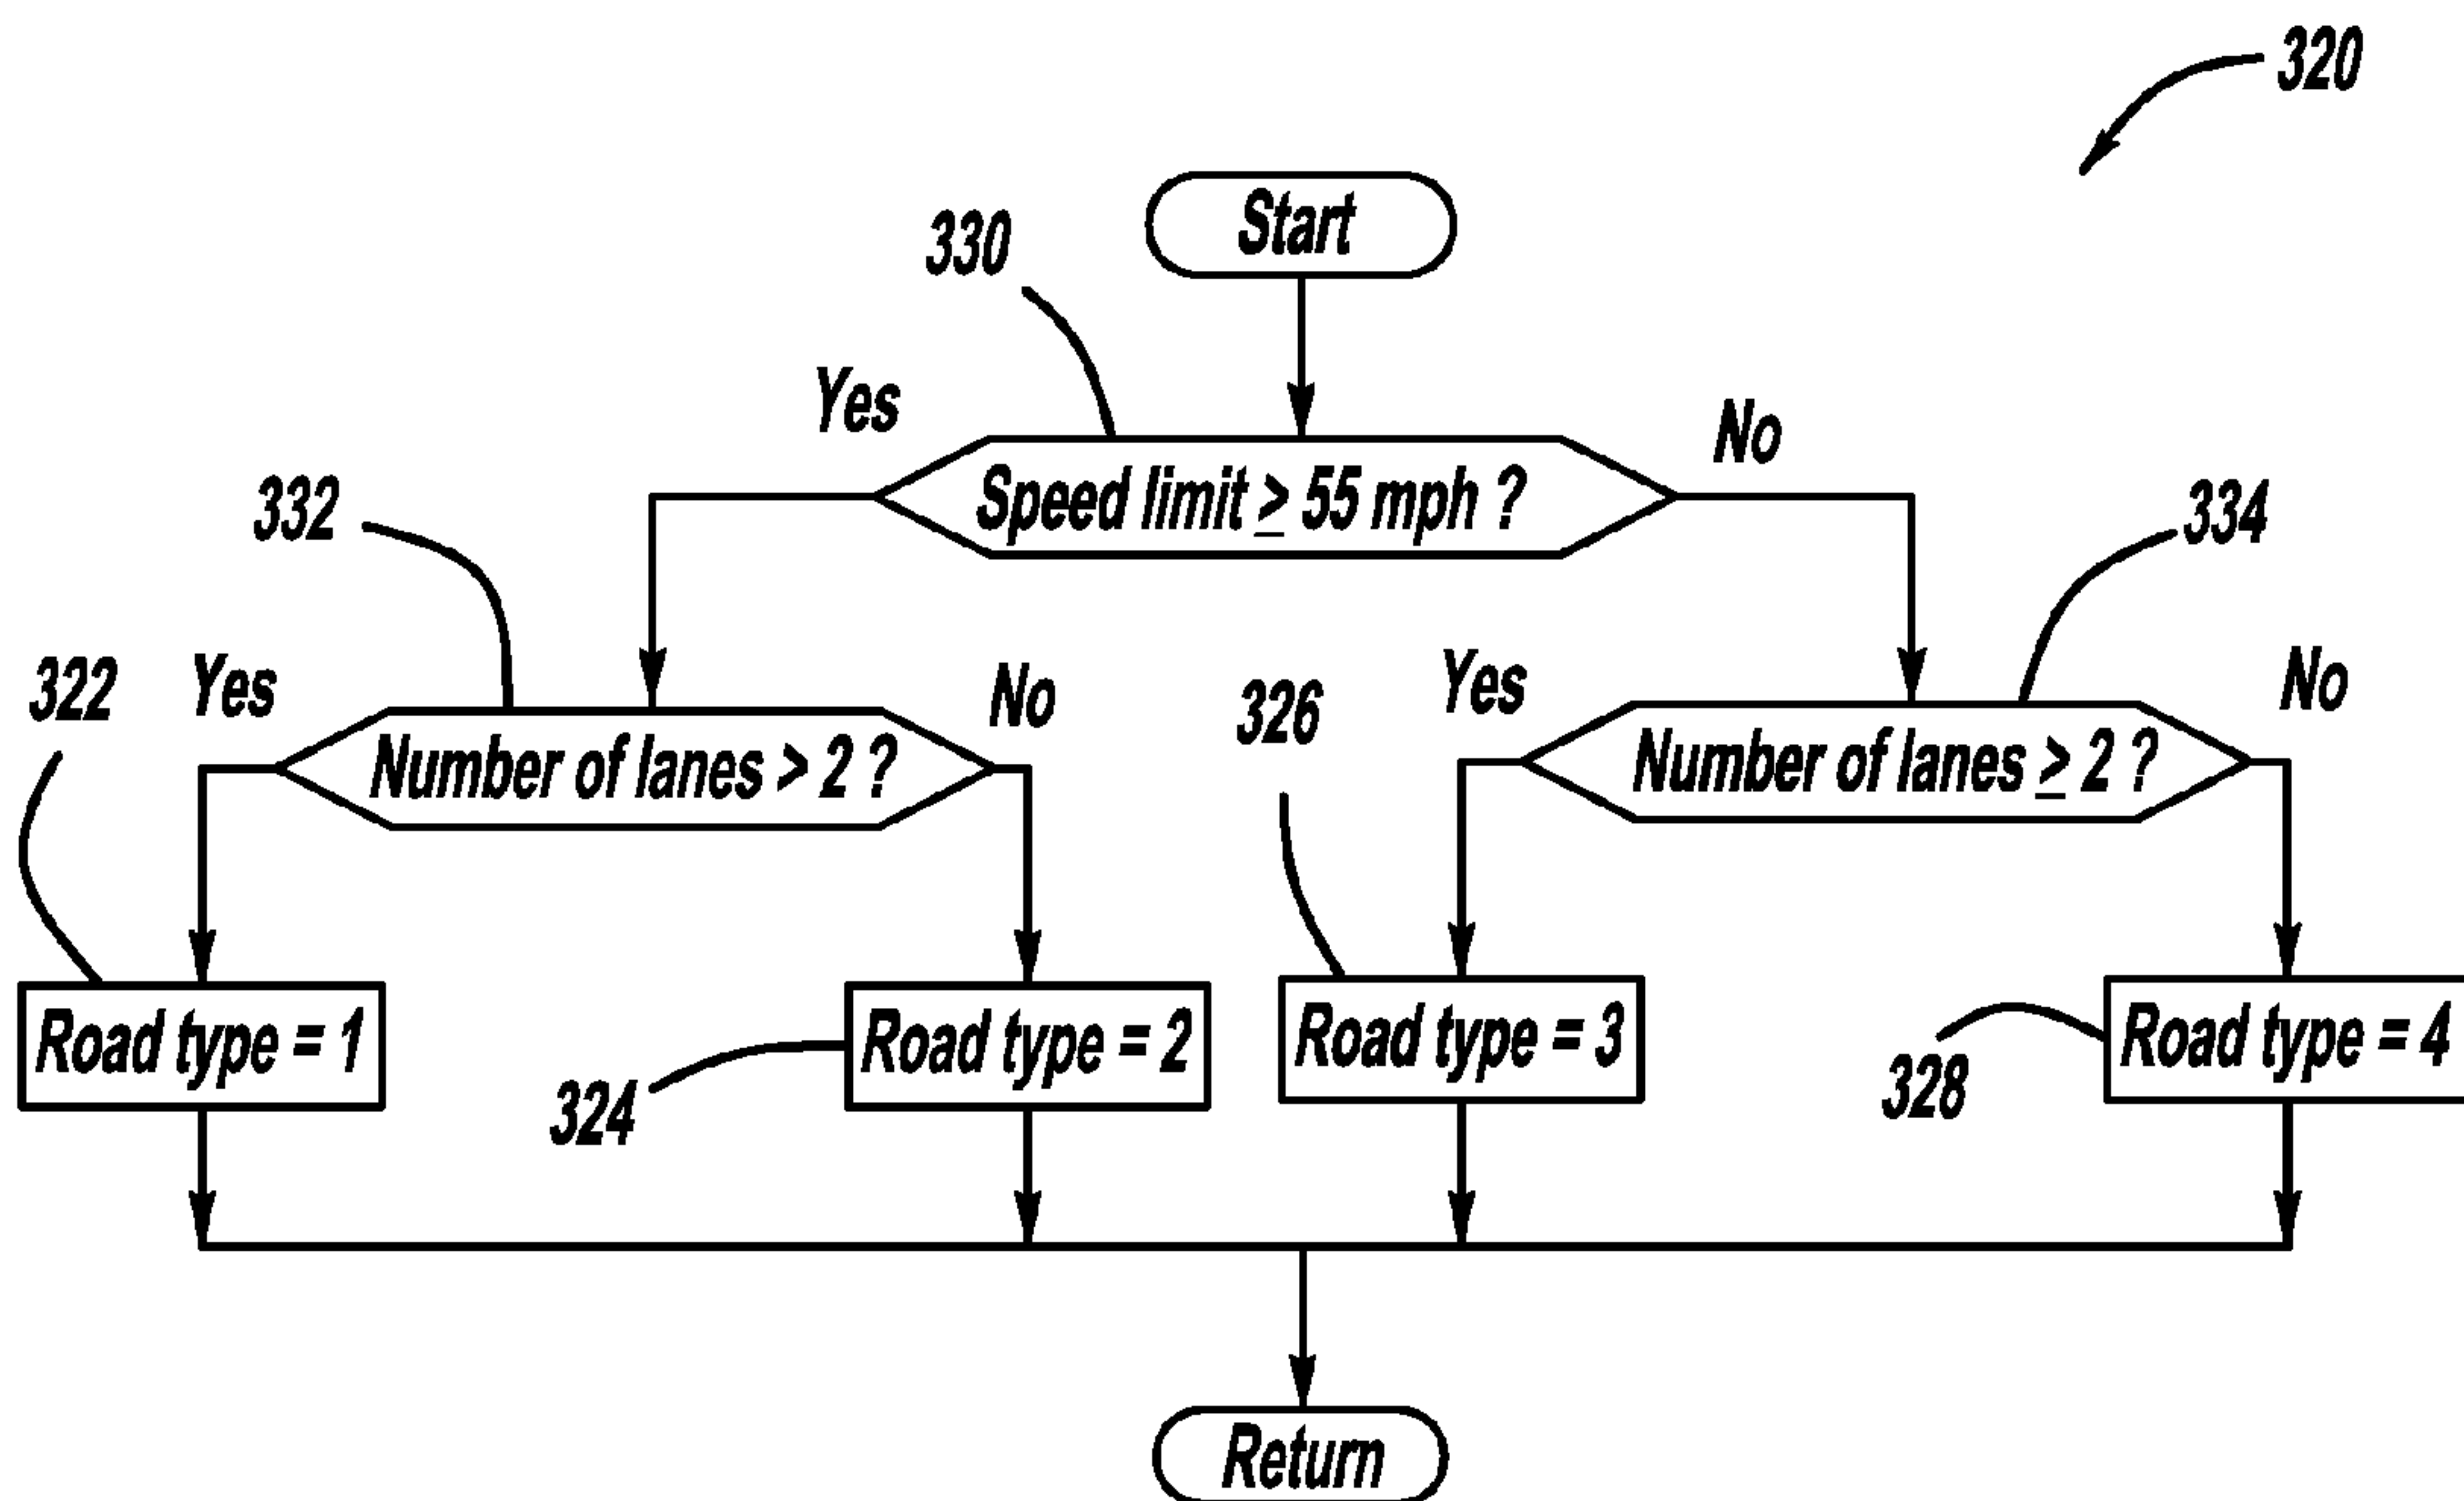 320
Start
330
Yes
No
Speed limit ≥ 55 mph ?
332
334
322
Yes
No
326
Yes
No
Number of lanes > 2 ?
Number of lanes ≥ 2 ?
Road type = 1
Road type = 2
Road type = 3
Road type = 4
324
328
Return